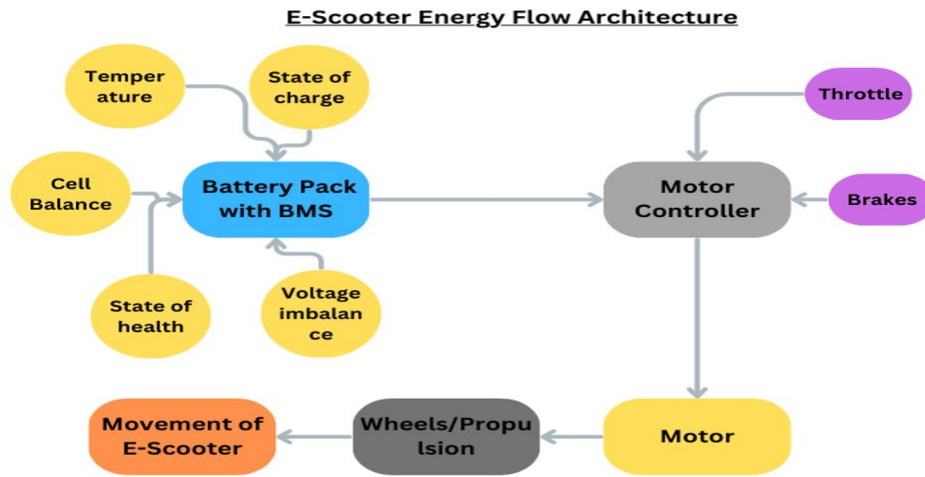 E-Scooter Energy Flow Architecture
Temper
ature
State of
charge
Throttle
Cell
Balance
Battery Pack
with BMS
Motor
Controller
Brakes
State of
health
Voltage
imbalan
ce
Movement of
E-Scooter
Wheels/Propu
lsion
Motor